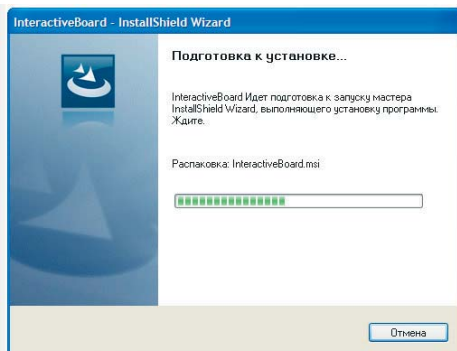 InteractiveBoard - InstallShield Wizard
Подготовка к установке...
InteractiveBoard Идет подготовка к запуску мастера
InstallShield Wizard, выполняющего установку программы.
Ждите.
Распаковка: InteractiveBoard.msi
Отмена